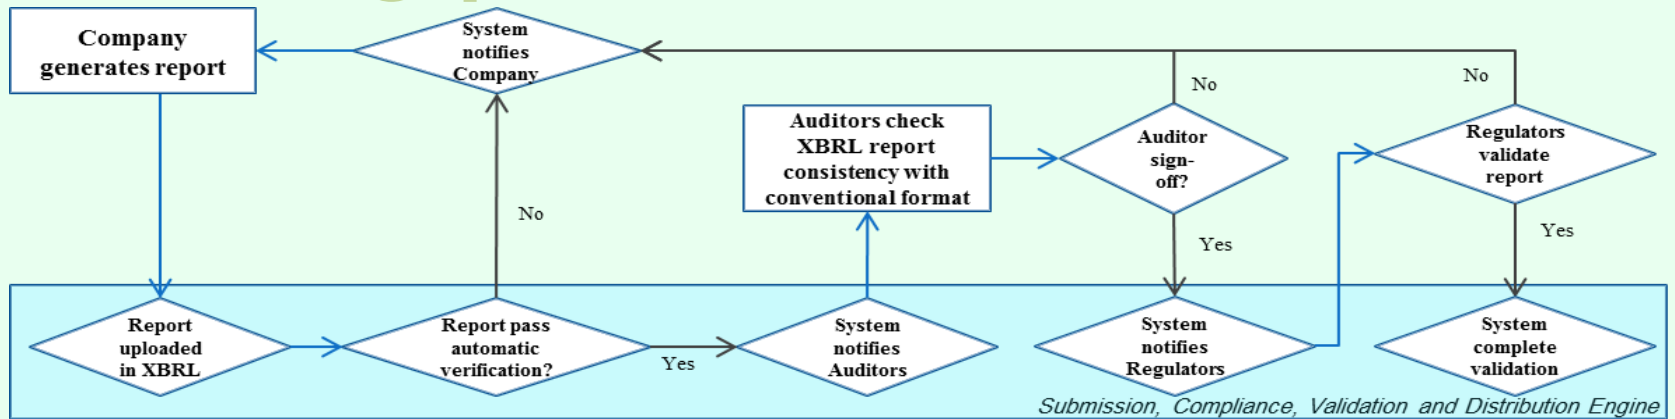 Company
generates report
System
notifies
Company
No
No
Auditors check
XBRL report
consistency with
conventional format
Auditor
sign-
off?
Regulators
validate
report
No
Yes
Yes
Report
uploaded
in XBRL
Report pass
automatic
verification?
Yes
System
notifies
Auditors
System
notifies
Regulators
System
complete
validation
Submission, Compliance, Validation and Distribution Engine